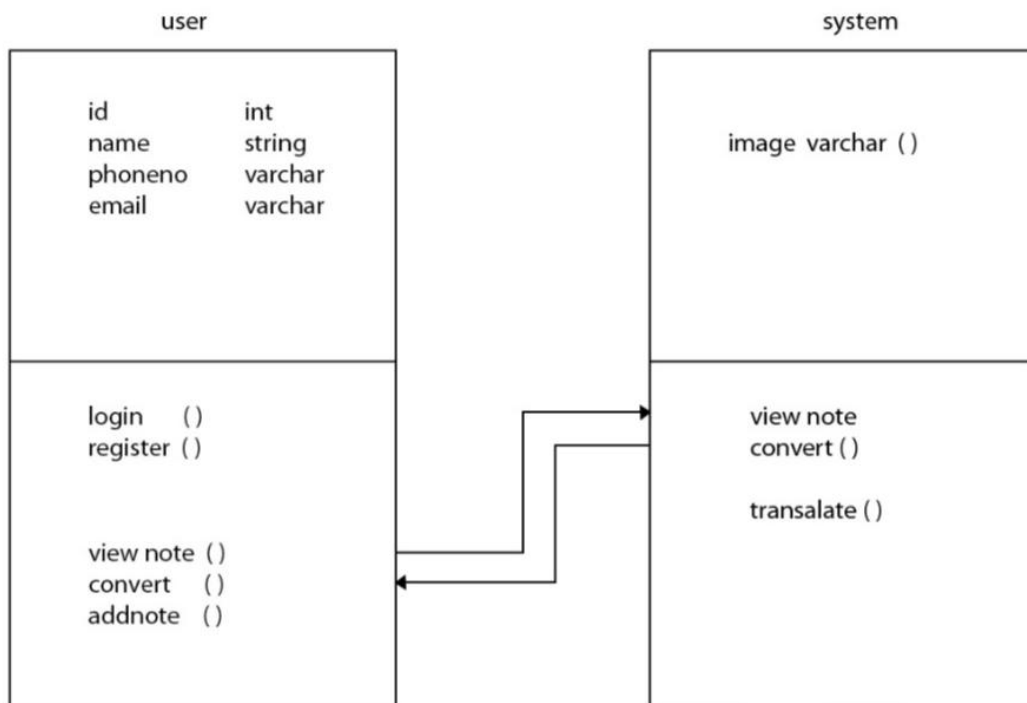 user
id int
name string
phoneno varchar
email varchar
login ( )
register ( )
view note ( )
convert ( )
addnote ( )
system
image varchar ( )
view note
convert ( )
transalate ( )